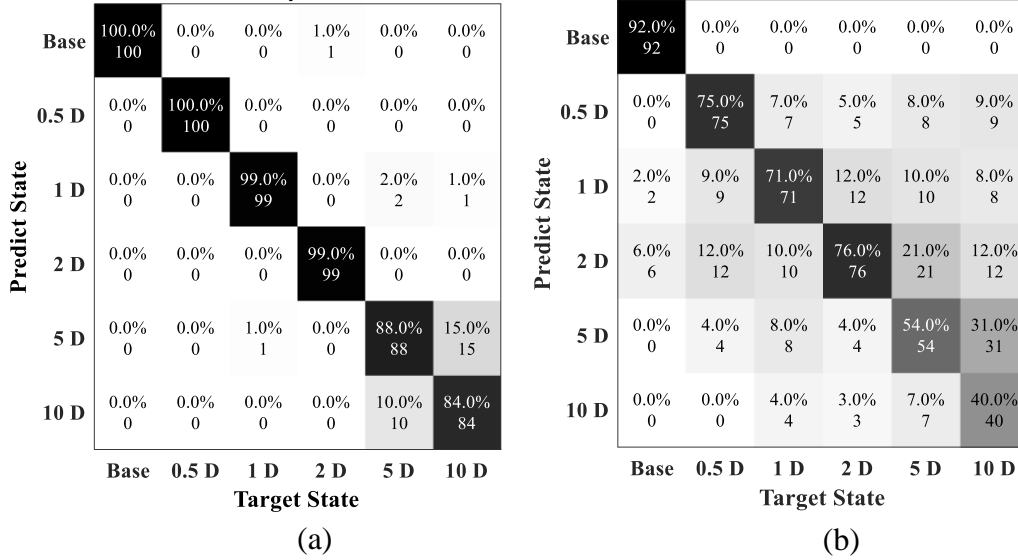 Base 100.0% 0.0% 0.0% 1.0% 0.0% 0.0%
100 0 0 1 0 0
0.5 D 0.0% 100.0% 0.0% 0.0% 0.0% 0.0%
0 100 0 0 0 0
1 D 0.0% 0.0% 99.0% 0.0% 2.0% 1.0%
0 0 99 0 2 1
2 D 0.0% 0.0% 0.0% 99.0% 0.0% 0.0%
0 0 0 99 0 0
5 D 0.0% 0.0% 1.0% 0.0% 88.0% 15.0%
0 0 1 0 88 15
10 D 0.0% 0.0% 0.0% 0.0% 10.0% 84.0%
0 0 0 0 10 84
Base 0.5 D 1 D 2 D 5 D 10 D
Target State
Predict State
(a)
Base 92.0% 0.0% 0.0% 0.0% 0.0% 0.0%
92 0 0 0 0 0
0.5 D 0.0% 75.0% 7.0% 5.0% 8.0% 9.0%
0 75 7 5 8 9
1 D 2.0% 9.0% 71.0% 12.0% 10.0% 8.0%
2 9 71 12 10 8
2 D 6.0% 12.0% 10.0% 76.0% 21.0% 12.0%
6 12 10 76 21 12
5 D 0.0% 4.0% 8.0% 4.0% 54.0% 31.0%
0 4 8 4 54 31
10 D 0.0% 0.0% 4.0% 3.0% 7.0% 40.0%
0 0 4 3 7 40
Base 0.5 D 1 D 2 D 5 D 10 D
Target State
Predict State
(b)